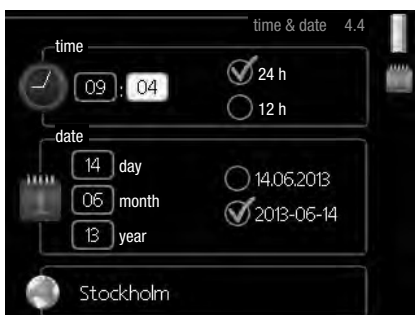 time & date 4.4
time
09 : 04
24 h
12 h
date
14 day
06 month
13 year
14.06.2013
2013-06-14
Stockholm